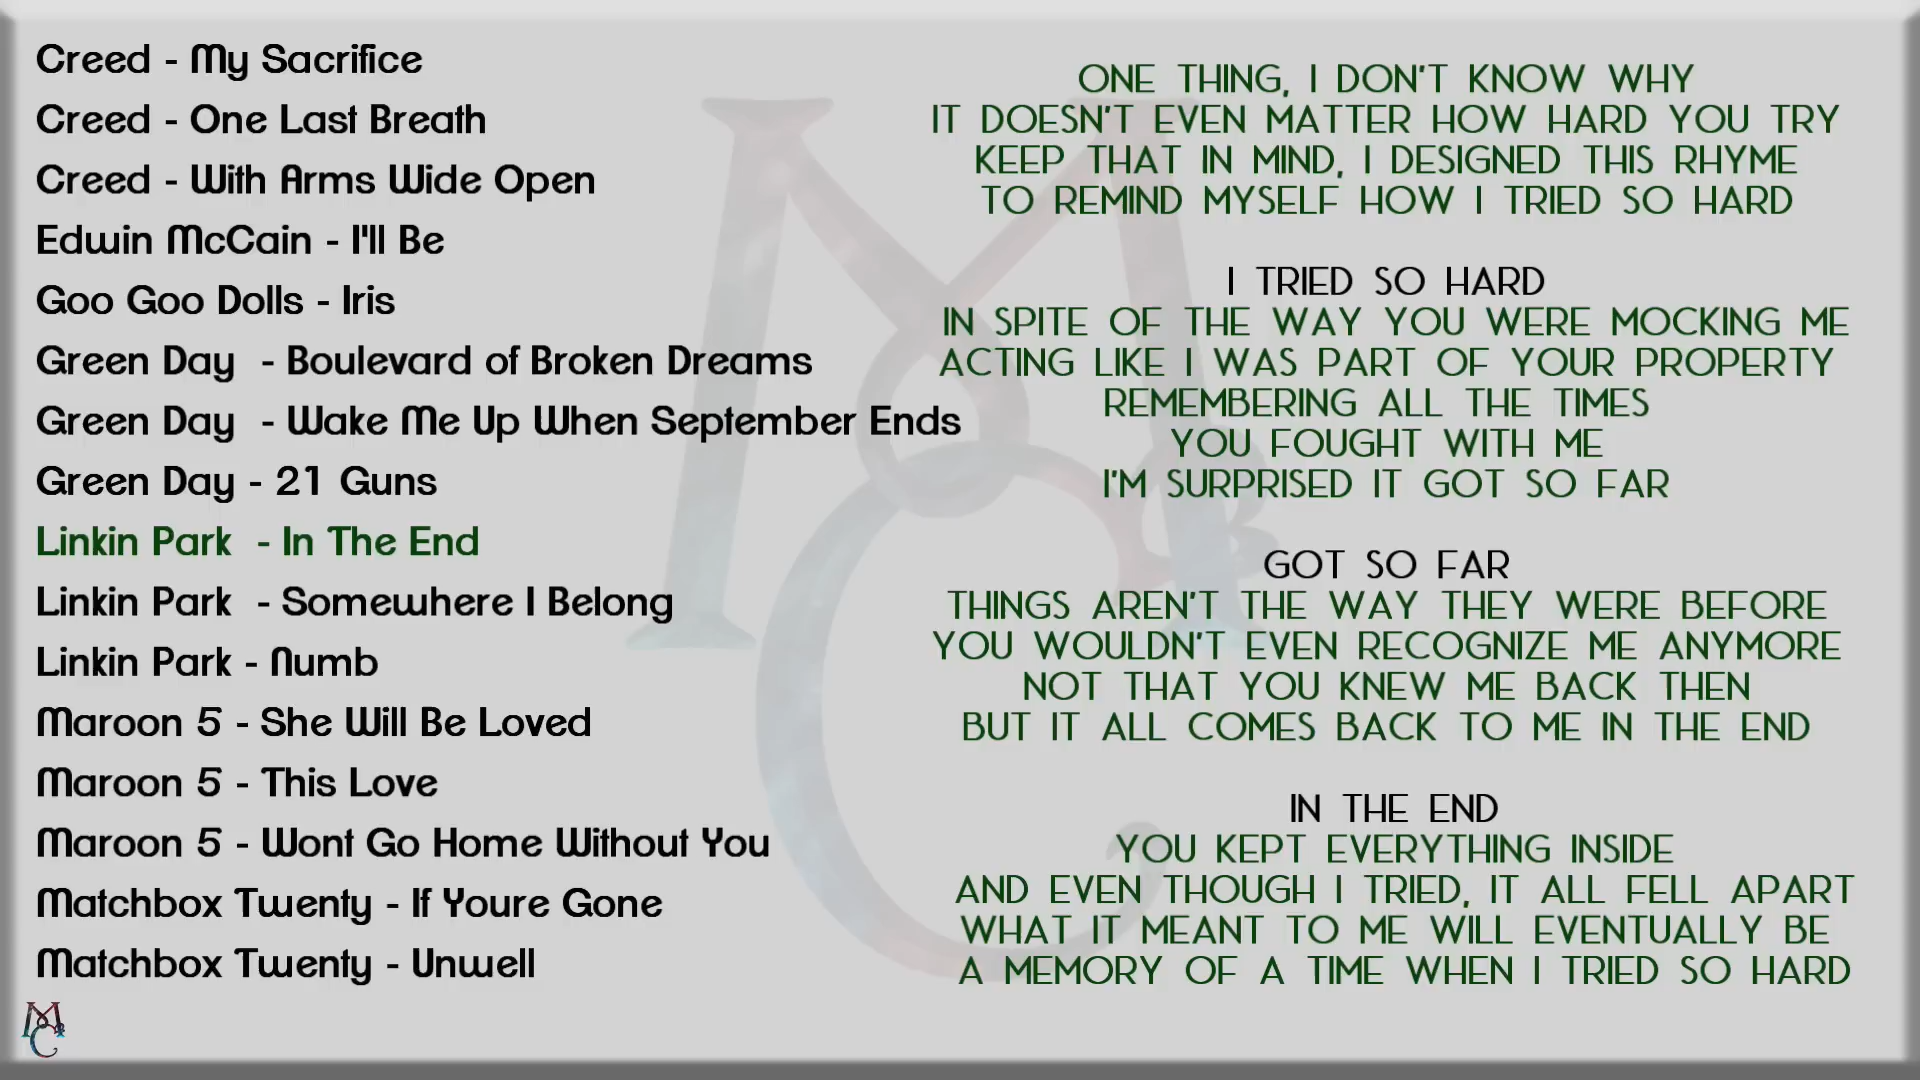 Creed - My Sacrifice
Creed - One Last Breath
Creed - With Arms Wide Open
Edwin McCain - I'll Be
Goo Goo Dolls - Iris
Green Day - Boulevard of Broken Dreams
Green Day - Wake Me Up When September Ends
Green Day - 21 Guns
Linkin Park - In The End
Linkin Park - Somewhere I Belong
Linkin Park - Numb
Maroon 5 - She Will Be Loved
Maroon 5 - This Love
Maroon 5 - Wont Go Home Without You
Matchbox Twenty - If Youre Gone
Matchbox Twenty - Unwell
ONE THING, I DON'T KNOW WHY
IT DOESN'T EVEN MATTER HOW HARD YOU TRY
KEEP THAT IN MIND, I DESIGNED THIS RHYME
TO REMIND MYSELF HOW I TRIED SO HARD
I TRIED SO HARD
IN SPITE OF THE WAY YOU WERE MOCKING ME
ACTING LIKE I WAS PART OF YOUR PROPERTY
REMEMBERING ALL THE TIMES
YOU FOUGHT WITH ME
I'M SURPRISED IT GOT SO FAR
GOT SO FAR
THINGS AREN'T THE WAY THEY WERE BEFORE
YOU WOULDN'T EVEN RECOGNIZE ME ANYMORE
NOT THAT YOU KNEW ME BACK THEN
BUT IT ALL COMES BACK TO ME IN THE END
IN THE END
YOU KEPT EVERYTHING INSIDE
AND EVEN THOUGH I TRIED, IT ALL FELL APART
WHAT IT MEANT TO ME WILL EVENTUALLY BE
A MEMORY OF A TIME WHEN I TRIED SO HARD